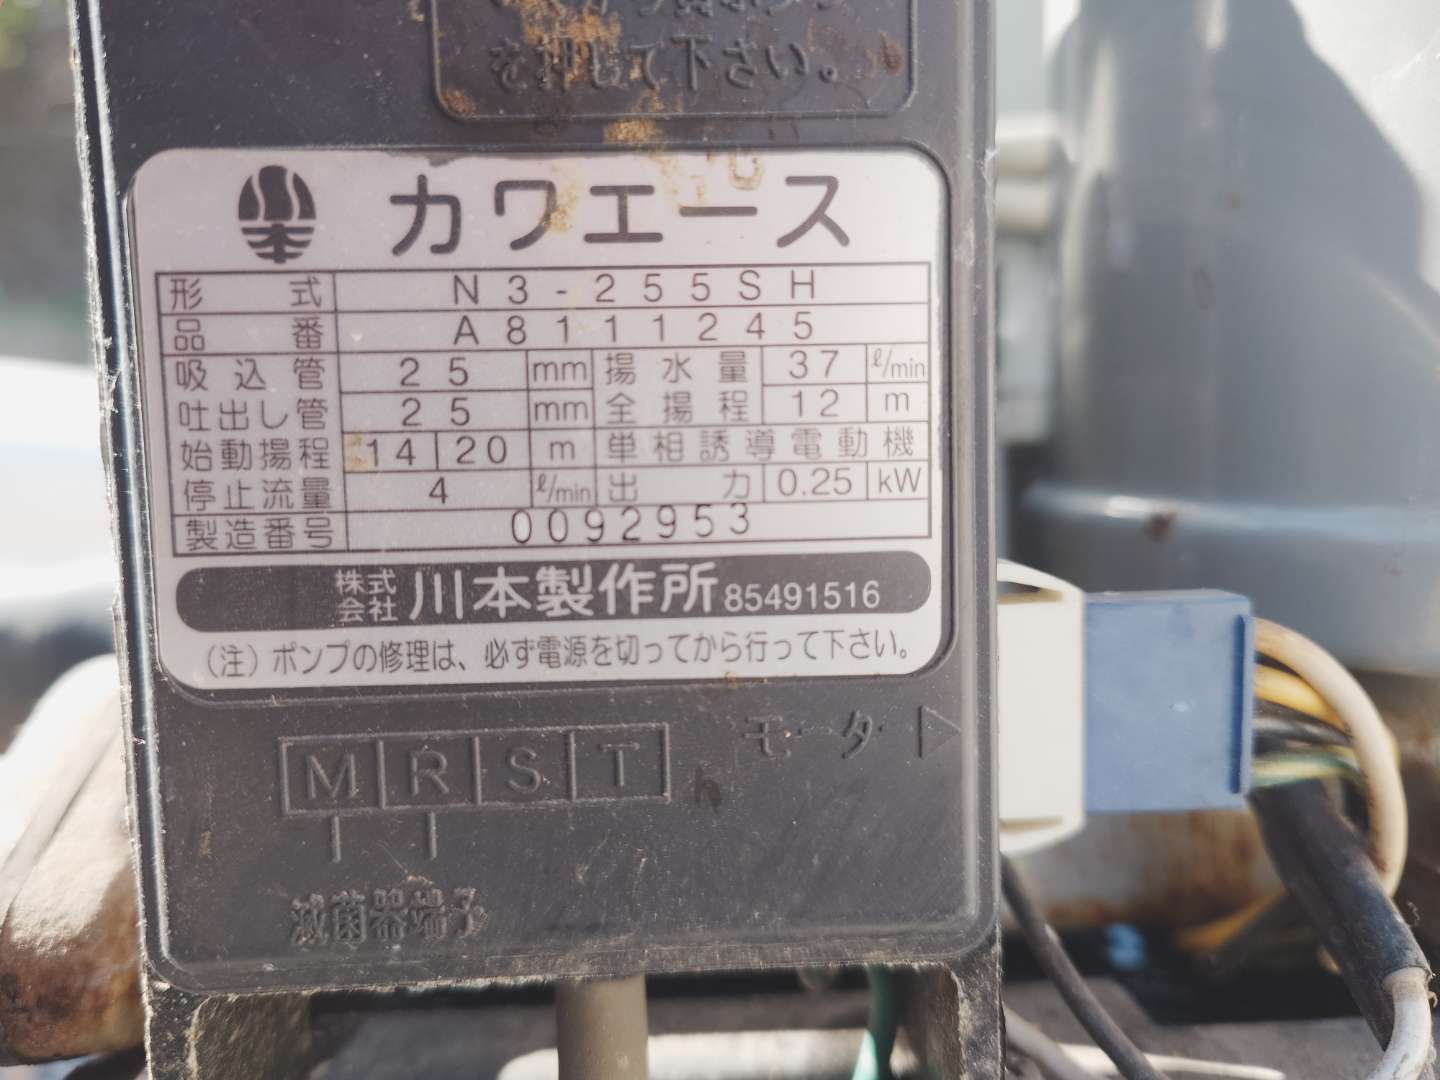 を押して下さい。
カワエース
形式 N3-255SH
品番 A8111245
吸込管 25 mm 揚水量 37 ℓ/min
吐出し管 25 mm 全揚程 12 m
始動揚程 14 20 m 単相誘導電動機
停止流量 4 ℓ/min 出力 0.25 kW
製造番号 0092953
株式会社 川本製作所 85491516
(注)ポンプの修理は、必ず電源を切ってから行って下さい。
モータ ▷
M R S T
滅菌器端子